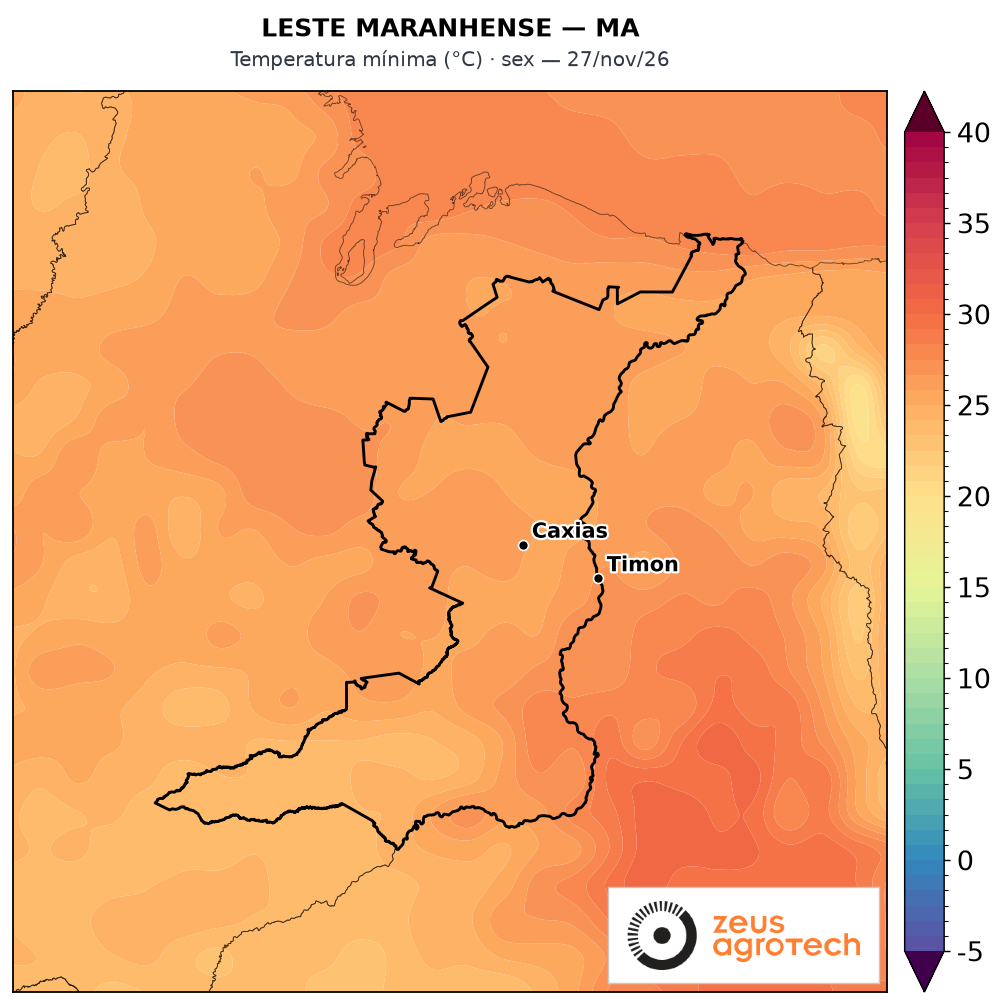 LESTE MARANHENSE — MA
Temperatura mínima (°C) · sex — 27/nov/26
40
35
30
25
20
15
10
5
0
-5
Caxias
Timon
zeus
agrotech